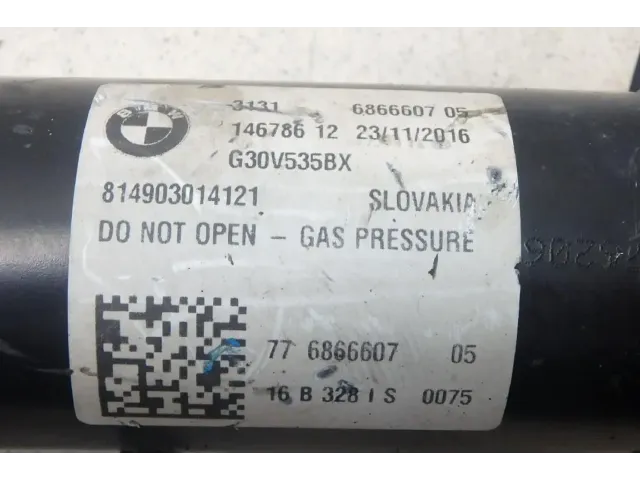 BMW
3131 6866607 05
146786 12 23/11/2016
G30V535BX
814903014121 SLOVAKIA
DO NOT OPEN - GAS PRESSURE
77 6866607 05
16 B 328 I S 0075